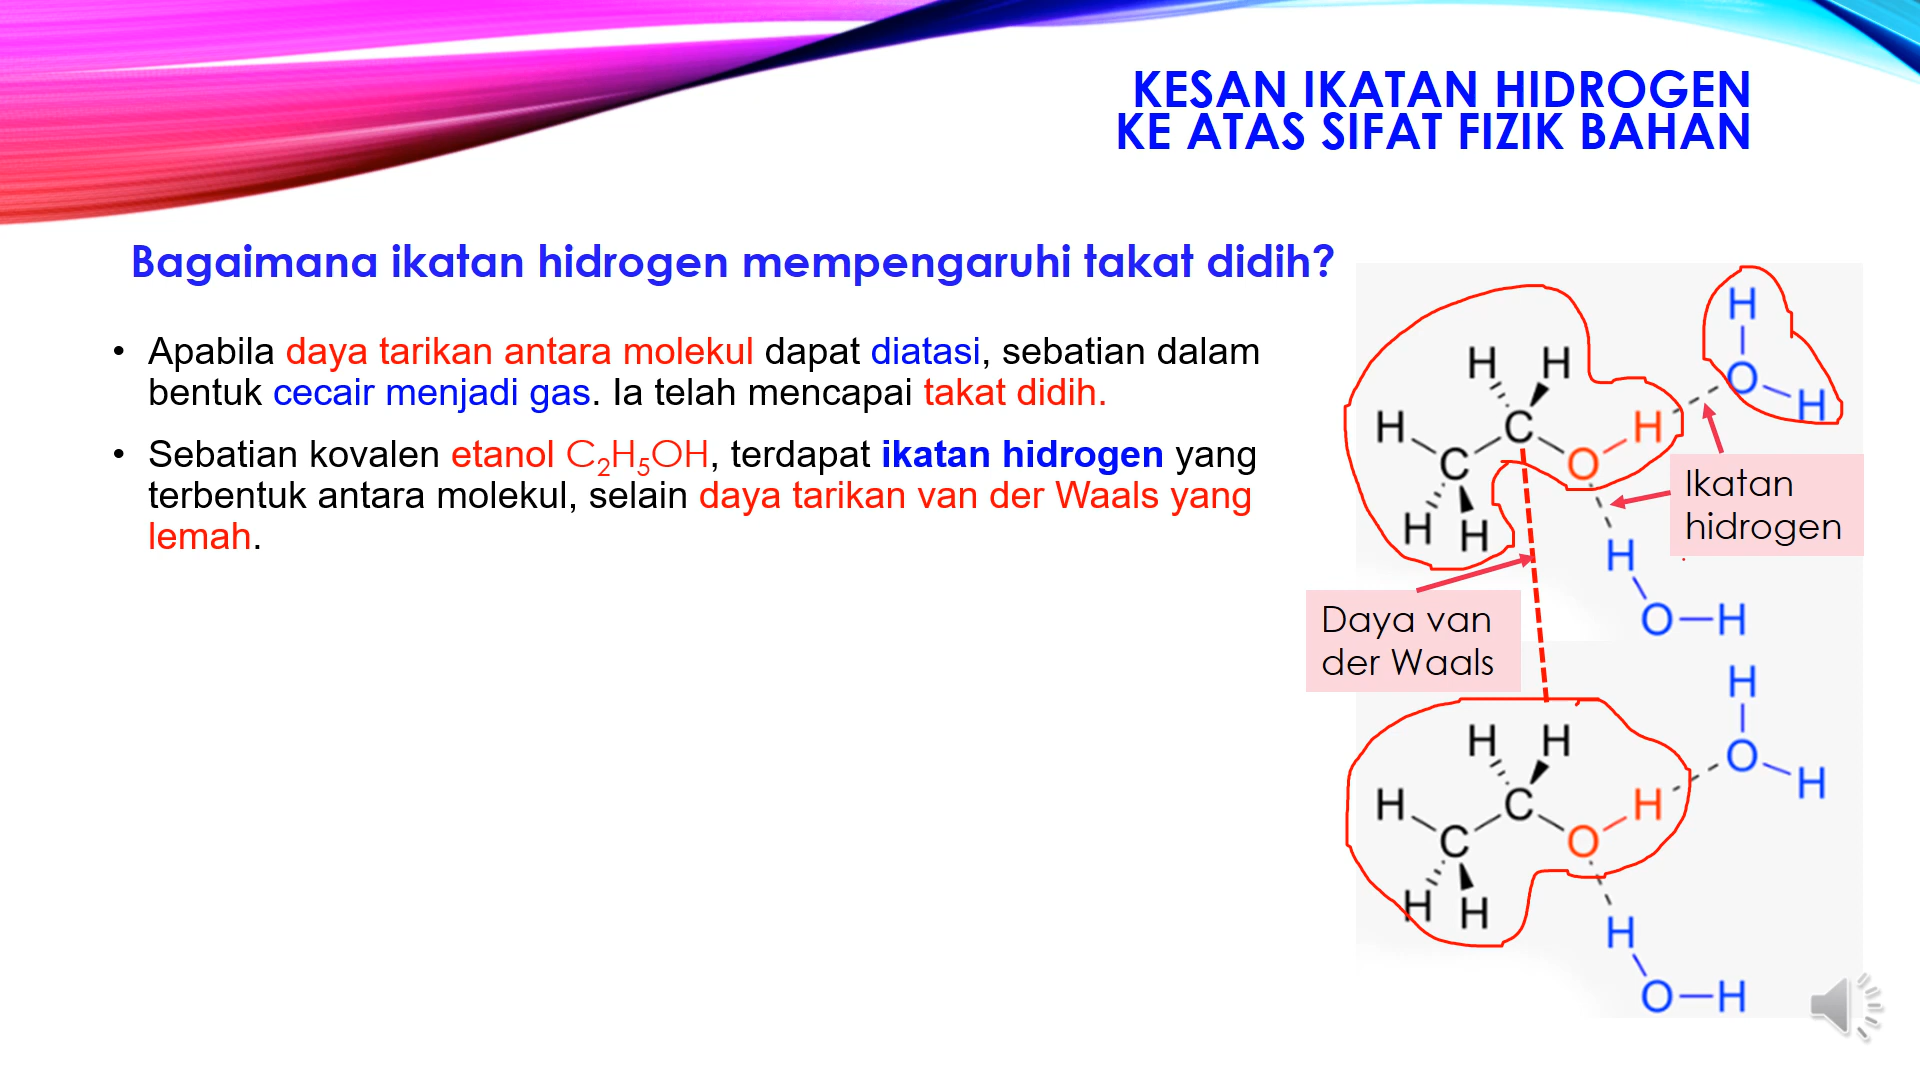 KESAN IKATAN HIDROGEN
KE ATAS SIFAT FIZIK BAHAN
Bagaimana ikatan hidrogen mempengaruhi takat didih?
• Apabila daya tarikan antara molekul dapat diatasi, sebatian dalam
bentuk cecair menjadi gas. Ia telah mencapai takat didih.
• Sebatian kovalen etanol C₂H₅OH, terdapat ikatan hidrogen yang
terbentuk antara molekul, selain daya tarikan van der Waals yang
lemah.
H
H H O H
H C H
C O
H H
Ikatan
hidrogen
H
O H
Daya van
der Waals
H
H H O H
H C H
C O
H H
H
O H